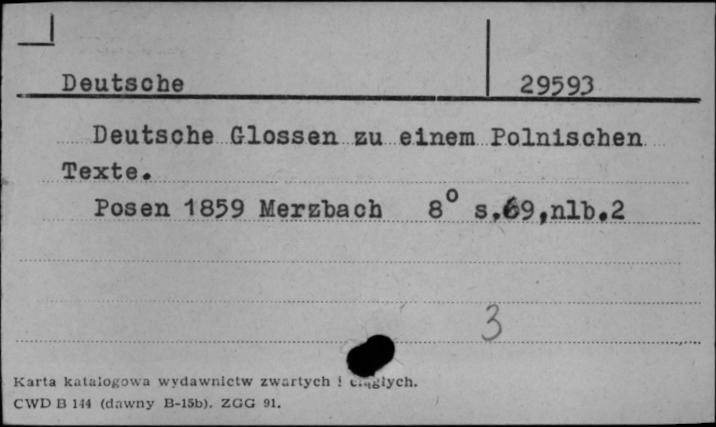 Deutsche 29593
Deutsche Glossen zu einem Polnischen
Texte.
Posen 1859 Merzbach 8° s.69,nlb.2
3
Karta katalogowa wydawnictw zwartych i ciągłych.
CWD B 144 (dawny B-15b). ZGG 91.